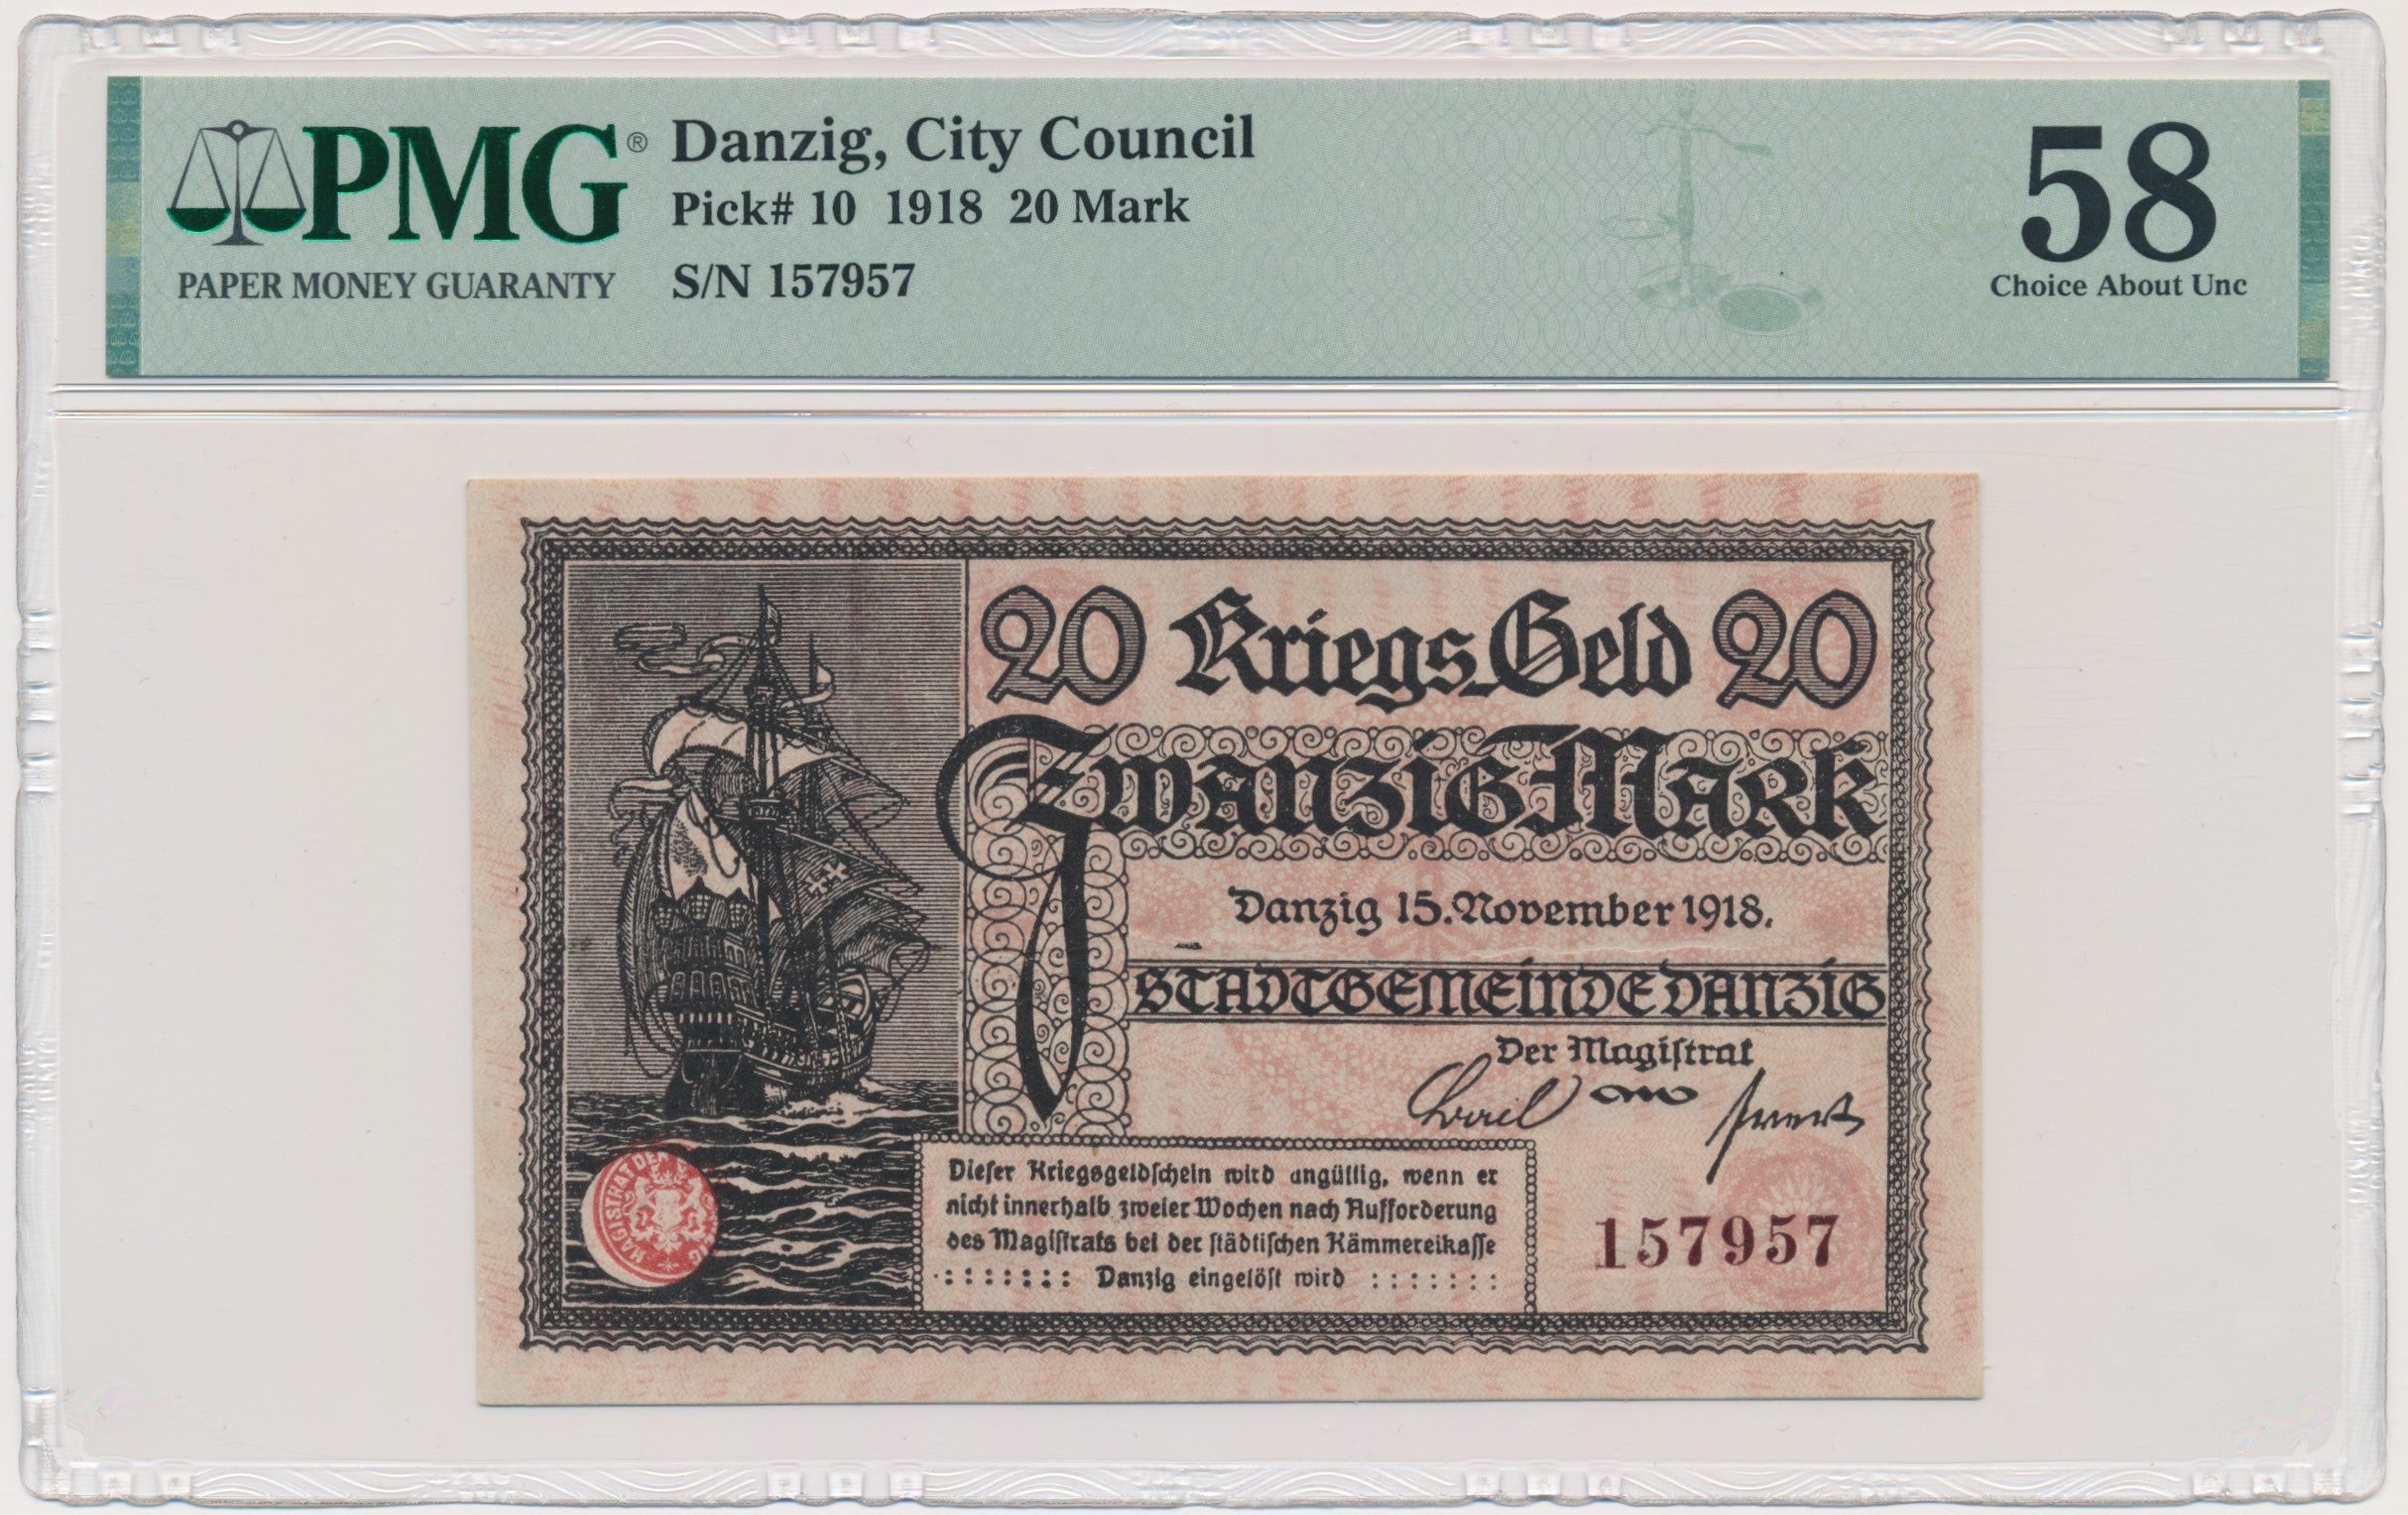 PMG®
PAPER MONEY GUARANTY
Danzig, City Council
Pick# 10 1918 20 Mark
S/N 157957
58
Choice About Unc
20 Kriegs-Geld 20
Zwanzig Mark
Danzig 15. November 1918.
STADTGEMEINDE DANZIG
Der Magiſtrat
Dieſer Kriegsgeldſchein wird ungültig, wenn er
nicht innerhalb zweier Wochen nach Aufforderung
des Magiſtrats bei der ſtädtiſchen Kämmereikaſſe
: : : : : : : Danzig eingelöſt wird : : : : : : :
MAGISTRAT DER
157957